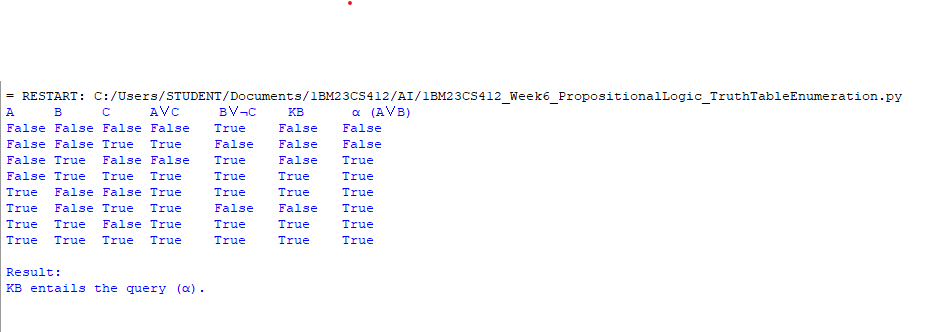 = RESTART: C:/Users/STUDENT/Documents/1BM23CS412/AI/1BM23CS412_Week6_PropositionalLogic_TruthTableEnumeration.py
A     B     C     A⋁C     B⋁¬C    KB      α (A⋁B)
False False False False   True    False   False
False False True  True    False   False   False
False True  False False   True    False   True
False True  True  True    True    True    True
True  False False True    True    True    True
True  False True  True    False   False   True
True  True  False True    True    True    True
True  True  True  True    True    True    True
Result:
KB entails the query (α).